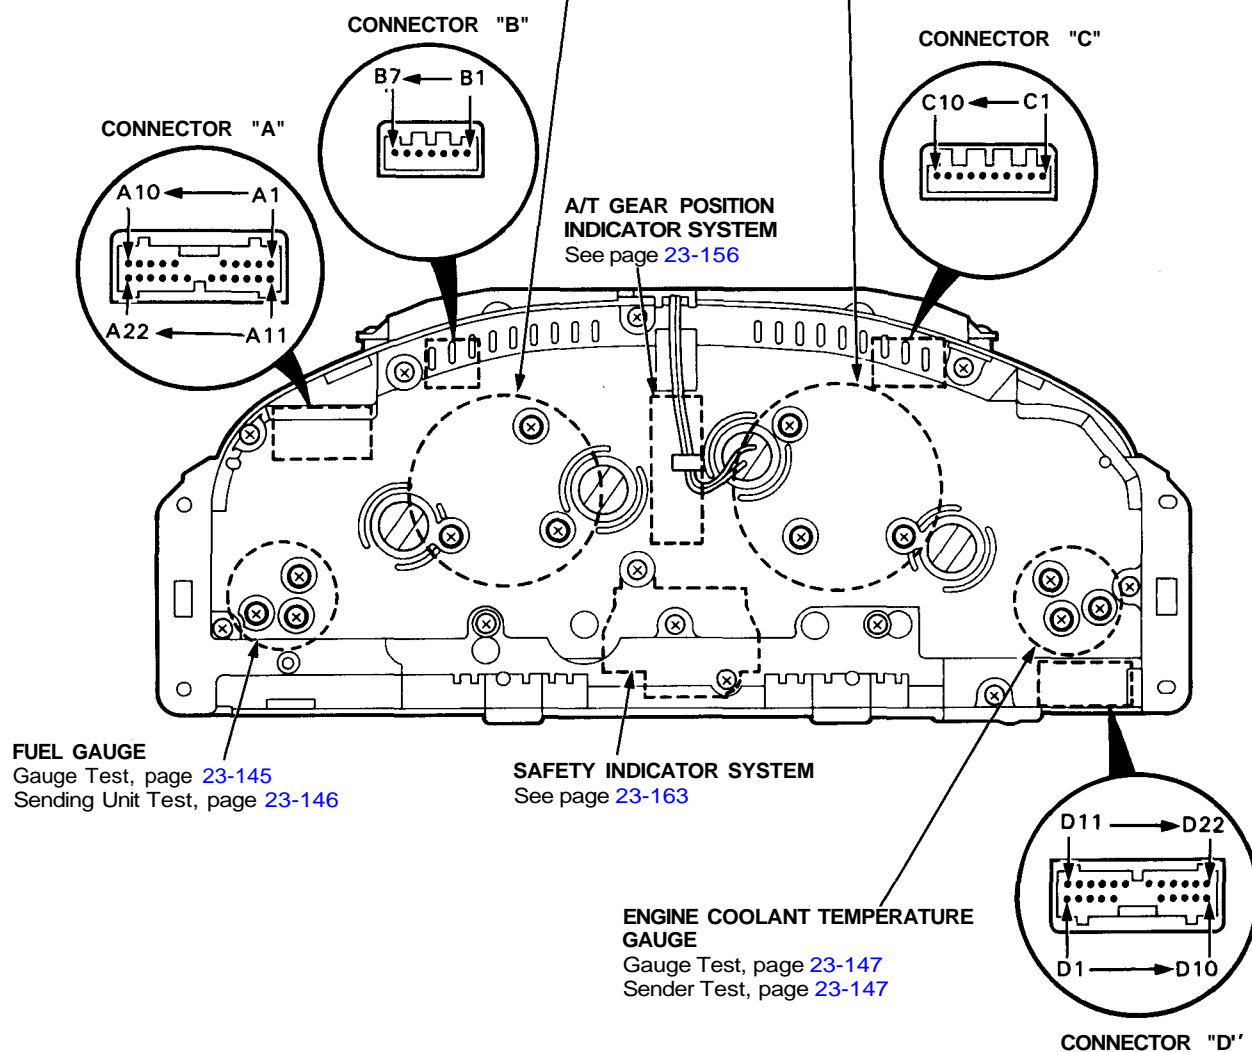 CONNECTOR "B"
B7 B1
CONNECTOR "C"
C10 C1
CONNECTOR "A"
A10 A1
A22 A11
A/T GEAR POSITION
INDICATOR SYSTEM
See page 23-156
FUEL GAUGE
Gauge Test, page 23-145
Sending Unit Test, page 23-146
SAFETY INDICATOR SYSTEM
See page 23-163
ENGINE COOLANT TEMPERATURE
GAUGE
Gauge Test, page 23-147
Sender Test, page 23-147
D11 D22
D1 D10
CONNECTOR "D"